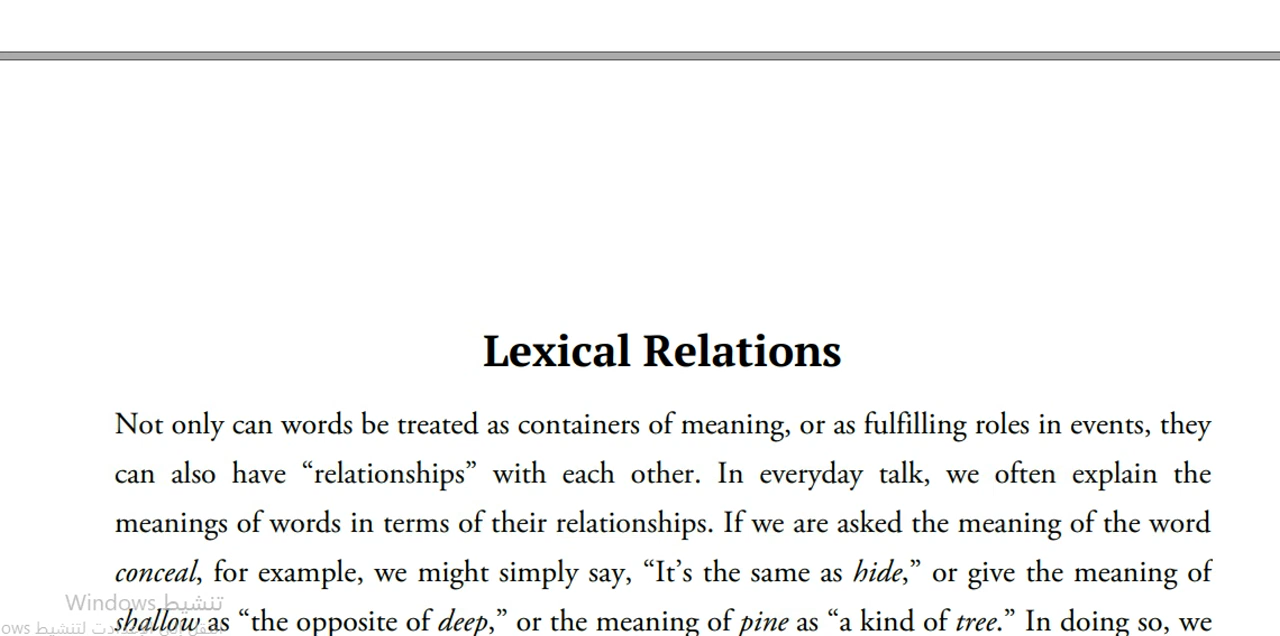 Lexical Relations
Not only can words be treated as containers of meaning, or as fulfilling roles in events, they
can also have “relationships” with each other. In everyday talk, we often explain the
meanings of words in terms of their relationships. If we are asked the meaning of the word
conceal, for example, we might simply say, “It’s the same as hide,” or give the meaning of
تنشيط Windows
shallow as “the opposite of deep,” or the meaning of pine as “a kind of tree.” In doing so, we
لتنشيط ows